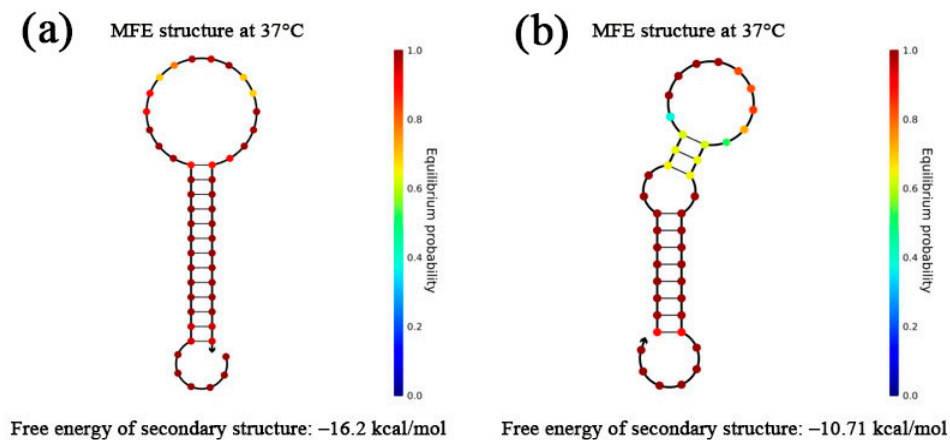 (a)
MFE structure at 37°C
1.0
0.8
0.6
0.4
0.2
0.0
Equilibrium probability
Free energy of secondary structure: −16.2 kcal/mol
(b)
MFE structure at 37°C
1.0
0.8
0.6
0.4
0.2
0.0
Equilibrium probability
Free energy of secondary structure: −10.71 kcal/mol